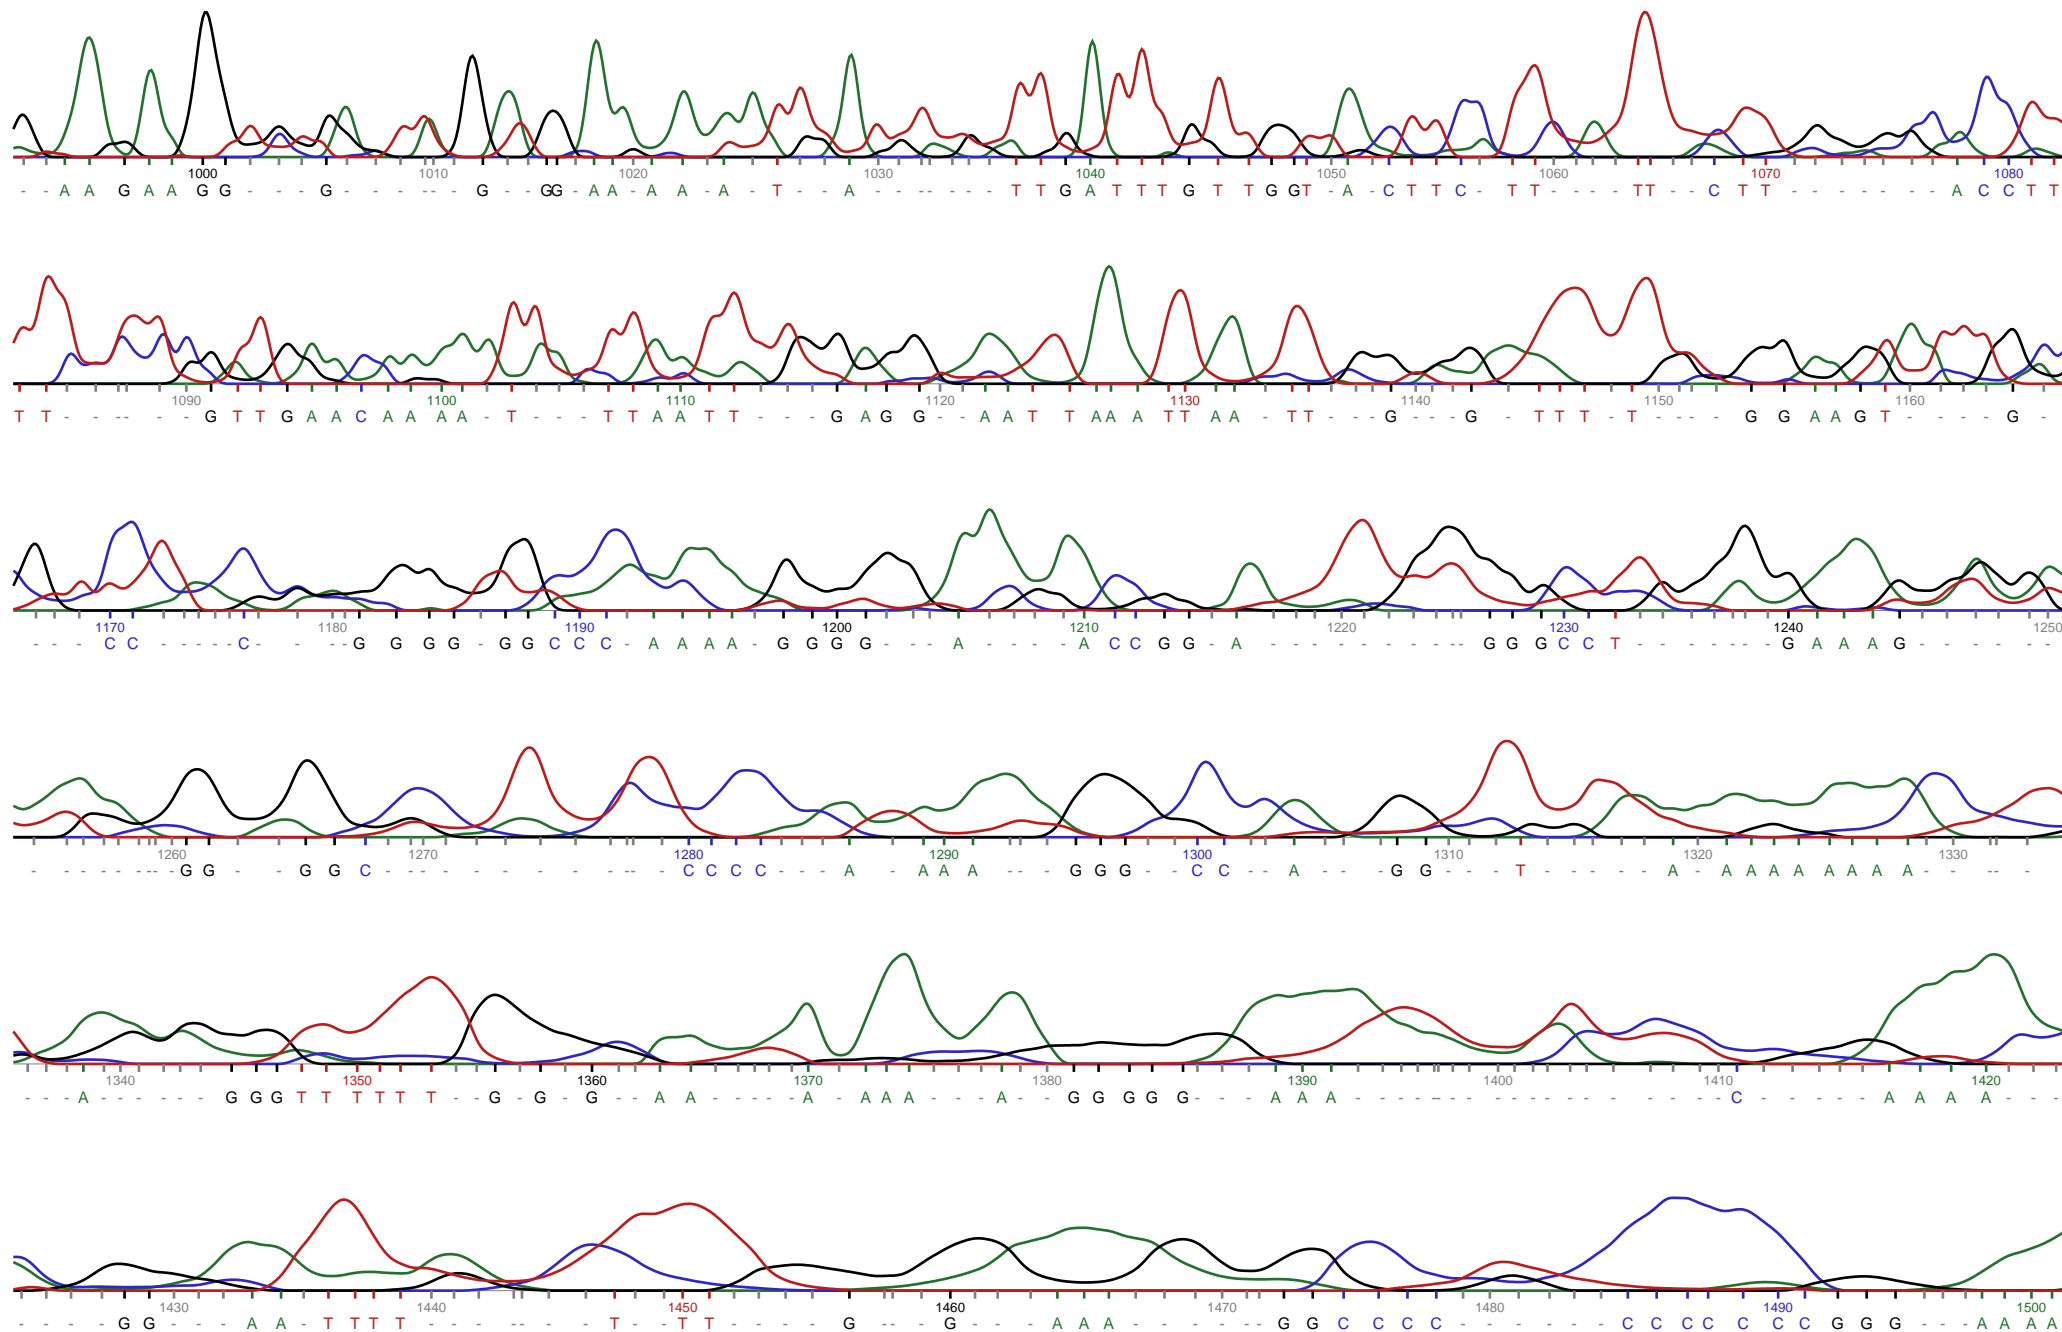 1000 1010 1020 1030 1040 1050 1060 1070 1080
- - A A G A A G G - - - G - - - - - - G - - G G - A A - A - A - A - T - - A - - - - - - T T G A T T T G T T G G T - A - C T T C - T T - - - T T - - C T T - - - - - - - A C C T T
1090 1100 1110 1120 1130 1140 1150 1160
T T - - - - - - G T T G A A C A A A A - T - - - T T A A T T - - - G A G G - - A A T T A A A T T A A - T T - - - G - - G - T T T - T - - - - G G A A G T - - - - G -
1170 1180 1190 1200 1210 1220 1230 1240 1250
- - - C C - - - - - C - - - - G G G G - G G C C C - A A A A - G G G G - - - A - - - - A C C G G - A - - - - - - - - - G G G C C T - - - - - - - G A A A G - - - - - -
1260 1270 1280 1290 1300 1310 1320 1330
- - - - - - - - - G G - - G G C - - - - - - - - - - - C C C C - - A - - A A A - - - G G G - - C C - - A - - - G G - - - T - - - - - A - A A A A A A A A - - - - -
1340 1350 1360 1370 1380 1390 1400 1410 1420
- - - A - - - - - G G G T T T T T T - G - G - G - - A A - - - - A - A A A - - - A - - G G G G G - - - A A A - - - - - - - - - - - - - - - - C - - - - - A A A A - - -
1430 1440 1450 1460 1470 1480 1490 1500
- - - - G G - - - A A - T T T T - - - - - - - T - - T T - - - - G - - - G - - - A A A - - - - - - G G C C C C - - - - - - C C C C C C C G G G - - - A A A A